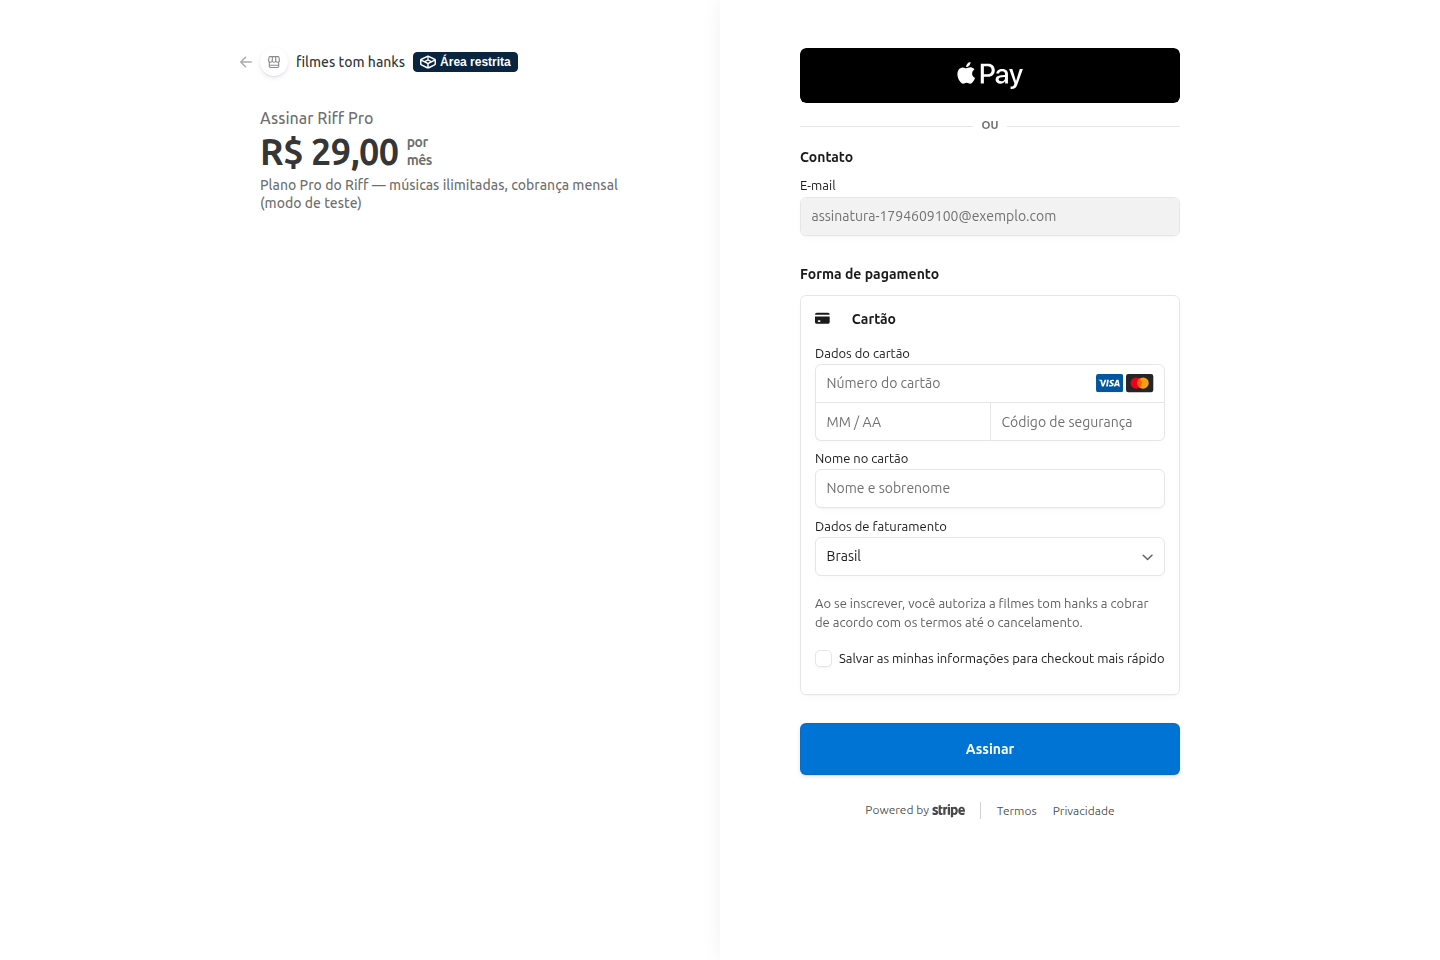 filmes tom hanks Área restrita
Assinar Riff Pro
R$ 29,00 por mês
Plano Pro do Riff — músicas ilimitadas, cobrança mensal
(modo de teste)
Pay
OU
Contato
E-mail
assinatura-1794609100@exemplo.com
Forma de pagamento
Cartão
Dados do cartão
Número do cartão VISA
MM / AA Código de segurança
Nome no cartão
Nome e sobrenome
Dados de faturamento
Brasil
Ao se inscrever, você autoriza a filmes tom hanks a cobrar
de acordo com os termos até o cancelamento.
Salvar as minhas informações para checkout mais rápido
Assinar
Powered by stripe Termos Privacidade